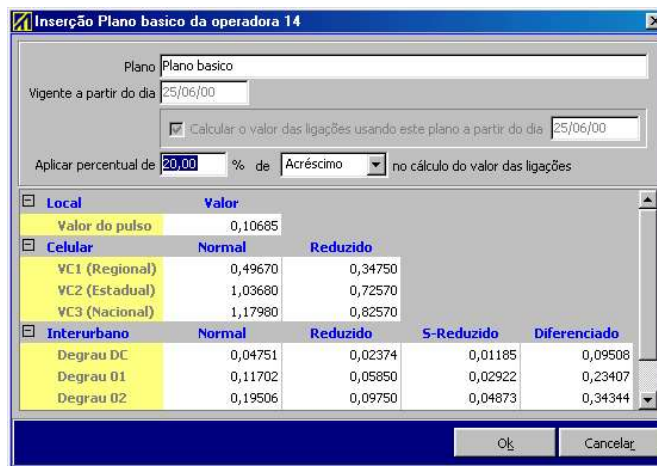 Inserção Plano basico da operadora 14
Plano Plano basico
Vigente a partir do dia 25/06/00
Calcular o valor das ligações usando este plano a partir do dia 25/06/00
Aplicar percentual de 20,00 % de Acréscimo no cálculo do valor das ligações
Local Valor
Valor do pulso 0,10685
Celular Normal Reduzido
VC1 (Regional) 0,49670 0,34750
VC2 (Estadual) 1,03680 0,72570
VC3 (Nacional) 1,17980 0,82570
Interurbano Normal Reduzido S-Reduzido Diferenciado
Degrau DC 0,04751 0,02374 0,01185 0,09508
Degrau 01 0,11702 0,05850 0,02922 0,23407
Degrau 02 0,19506 0,09750 0,04873 0,34344
Ok Cancelar